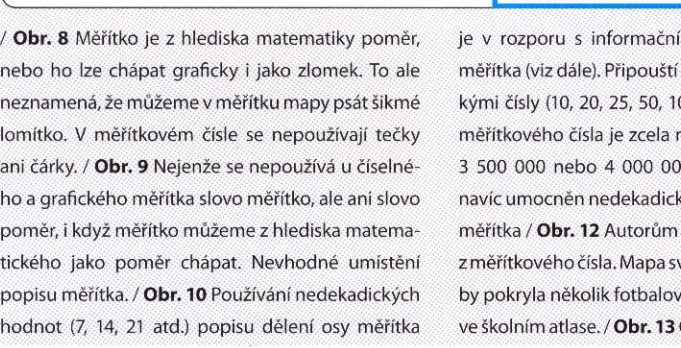 / Obr. 8 Měřítko je z hlediska matematiky poměr,
nebo ho lze chápat graficky i jako zlomek. To ale
neznamená, že můžeme v měřítku mapy psát šikmé
lomítko. V měřítkovém čísle se nepoužívají tečky
ani čárky. / Obr. 9 Nejenže se nepoužívá u číselné-
ho a grafického měřítka slovo měřítko, ale ani slovo
poměr, i když měřítko můžeme z hlediska matema-
tického jako poměr chápat. Nevhodné umístění
popisu měřítka. / Obr. 10 Používání nedekadických
hodnot (7, 14, 21 atd.) popisu dělení osy měřítka
je v rozporu s informační
měřítka (viz dále). Připouští
kými čísly (10, 20, 25, 50,
měřítkového čísla je zcela
3 500 000 nebo 4 000
navíc umocněn nedekadick
měřítka / Obr. 12 Autorům
z měřítkového čísla. Mapa
by pokryla několik fotbalov
ve školním atlase. / Obr. 13